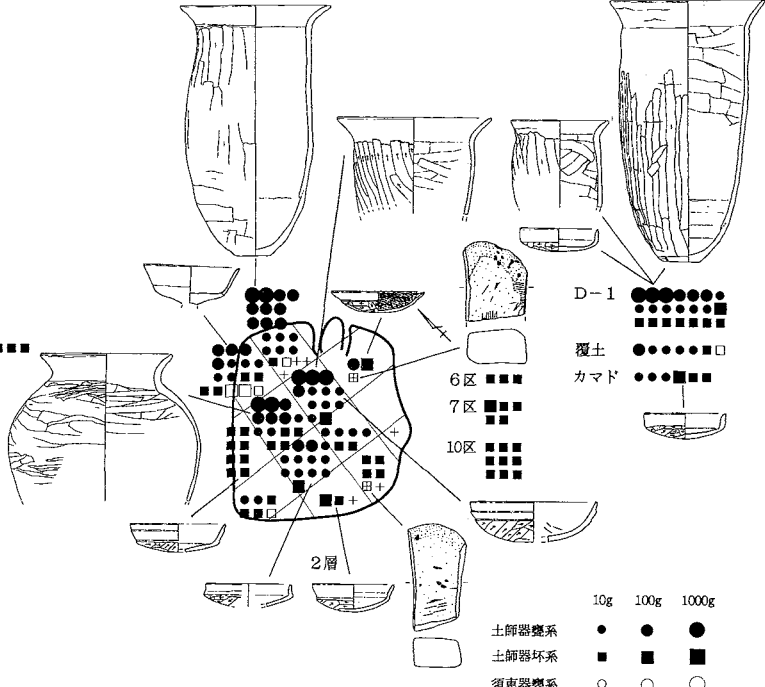 D-1
覆土
カマド
6区
7区
10区
2層
10g 100g 1000g
土師器甕系
土師器坏系
須恵器甕系